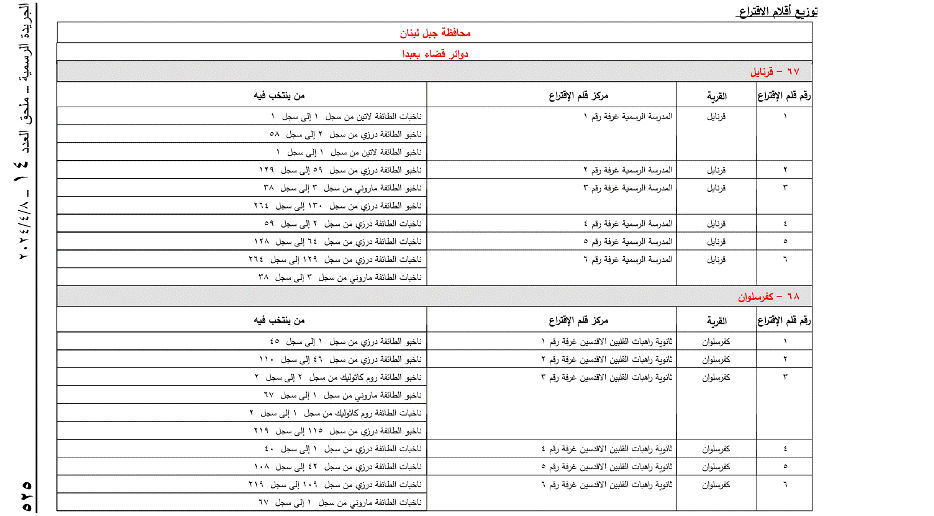 توزيع أقلام الاقتراع
محافظة جبل لبنان
دوائر قضاء بعبدا
٦٧ - قرنايل
رقم قلم الإقتراع القرية مركز قلم الإقتراع من ينتخب فيه
١ قرنايل المدرسة الرسمية غرفة رقم ١ ناخبات الطائفة لاتين من سجل ١ إلى سجل ١
ناخبو الطائفة درزي من سجل ٢ إلى سجل ٥٨
ناخبو الطائفة لاتين من سجل ١ إلى سجل ١
٢ قرنايل المدرسة الرسمية غرفة رقم ٢ ناخبو الطائفة درزي من سجل ٥٩ إلى سجل ١٢٩
٣ قرنايل المدرسة الرسمية غرفة رقم ٣ ناخبو الطائفة ماروني من سجل ٣ إلى سجل ٣٨
ناخبو الطائفة درزي من سجل ١٣٠ إلى سجل ٢٦٤
٤ قرنايل المدرسة الرسمية غرفة رقم ٤ ناخبات الطائفة درزي من سجل ٢ إلى سجل ٥٩
٥ قرنايل المدرسة الرسمية غرفة رقم ٥ ناخبات الطائفة درزي من سجل ٦٤ إلى سجل ١٢٨
٦ قرنايل المدرسة الرسمية غرفة رقم ٦ ناخبات الطائفة درزي من سجل ١٢٩ إلى سجل ٢٦٤
ناخبات الطائفة ماروني من سجل ٣ إلى سجل ٣٨
٦٨ - كفرسلوان
رقم قلم الإقتراع القرية مركز قلم الإقتراع من ينتخب فيه
١ كفرسلوان ثانوية راهبات القلبين الاقدسين غرفة رقم ١ ناخبو الطائفة درزي من سجل ١ إلى سجل ٤٥
٢ كفرسلوان ثانوية راهبات القلبين الاقدسين غرفة رقم ٢ ناخبو الطائفة درزي من سجل ٤٦ إلى سجل ١١٠
٣ كفرسلوان ثانوية راهبات القلبين الاقدسين غرفة رقم ٣ ناخبو الطائفة روم كاثوليك من سجل ٢ إلى سجل ٢
ناخبو الطائفة ماروني من سجل ١ إلى سجل ٦٧
ناخبات الطائفة روم كاثوليك من سجل ١ إلى سجل ٢
ناخبو الطائفة درزي من سجل ١١٥ إلى سجل ٢١٩
٤ كفرسلوان ثانوية راهبات القلبين الاقدسين غرفة رقم ٤ ناخبات الطائفة درزي من سجل ١ إلى سجل ٤٠
٥ كفرسلوان ثانوية راهبات القلبين الاقدسين غرفة رقم ٥ ناخبات الطائفة درزي من سجل ٤٢ إلى سجل ١٠٨
٦ كفرسلوان ثانوية راهبات القلبين الاقدسين غرفة رقم ٦ ناخبات الطائفة درزي من سجل ١٠٩ إلى سجل ٢١٩
ناخبات الطائفة ماروني من سجل ١ إلى سجل ٦٧
الجريدة الرسمية – ملحق العدد ١٤ – ٢٠٢٤/٤/٨
٥٢٥